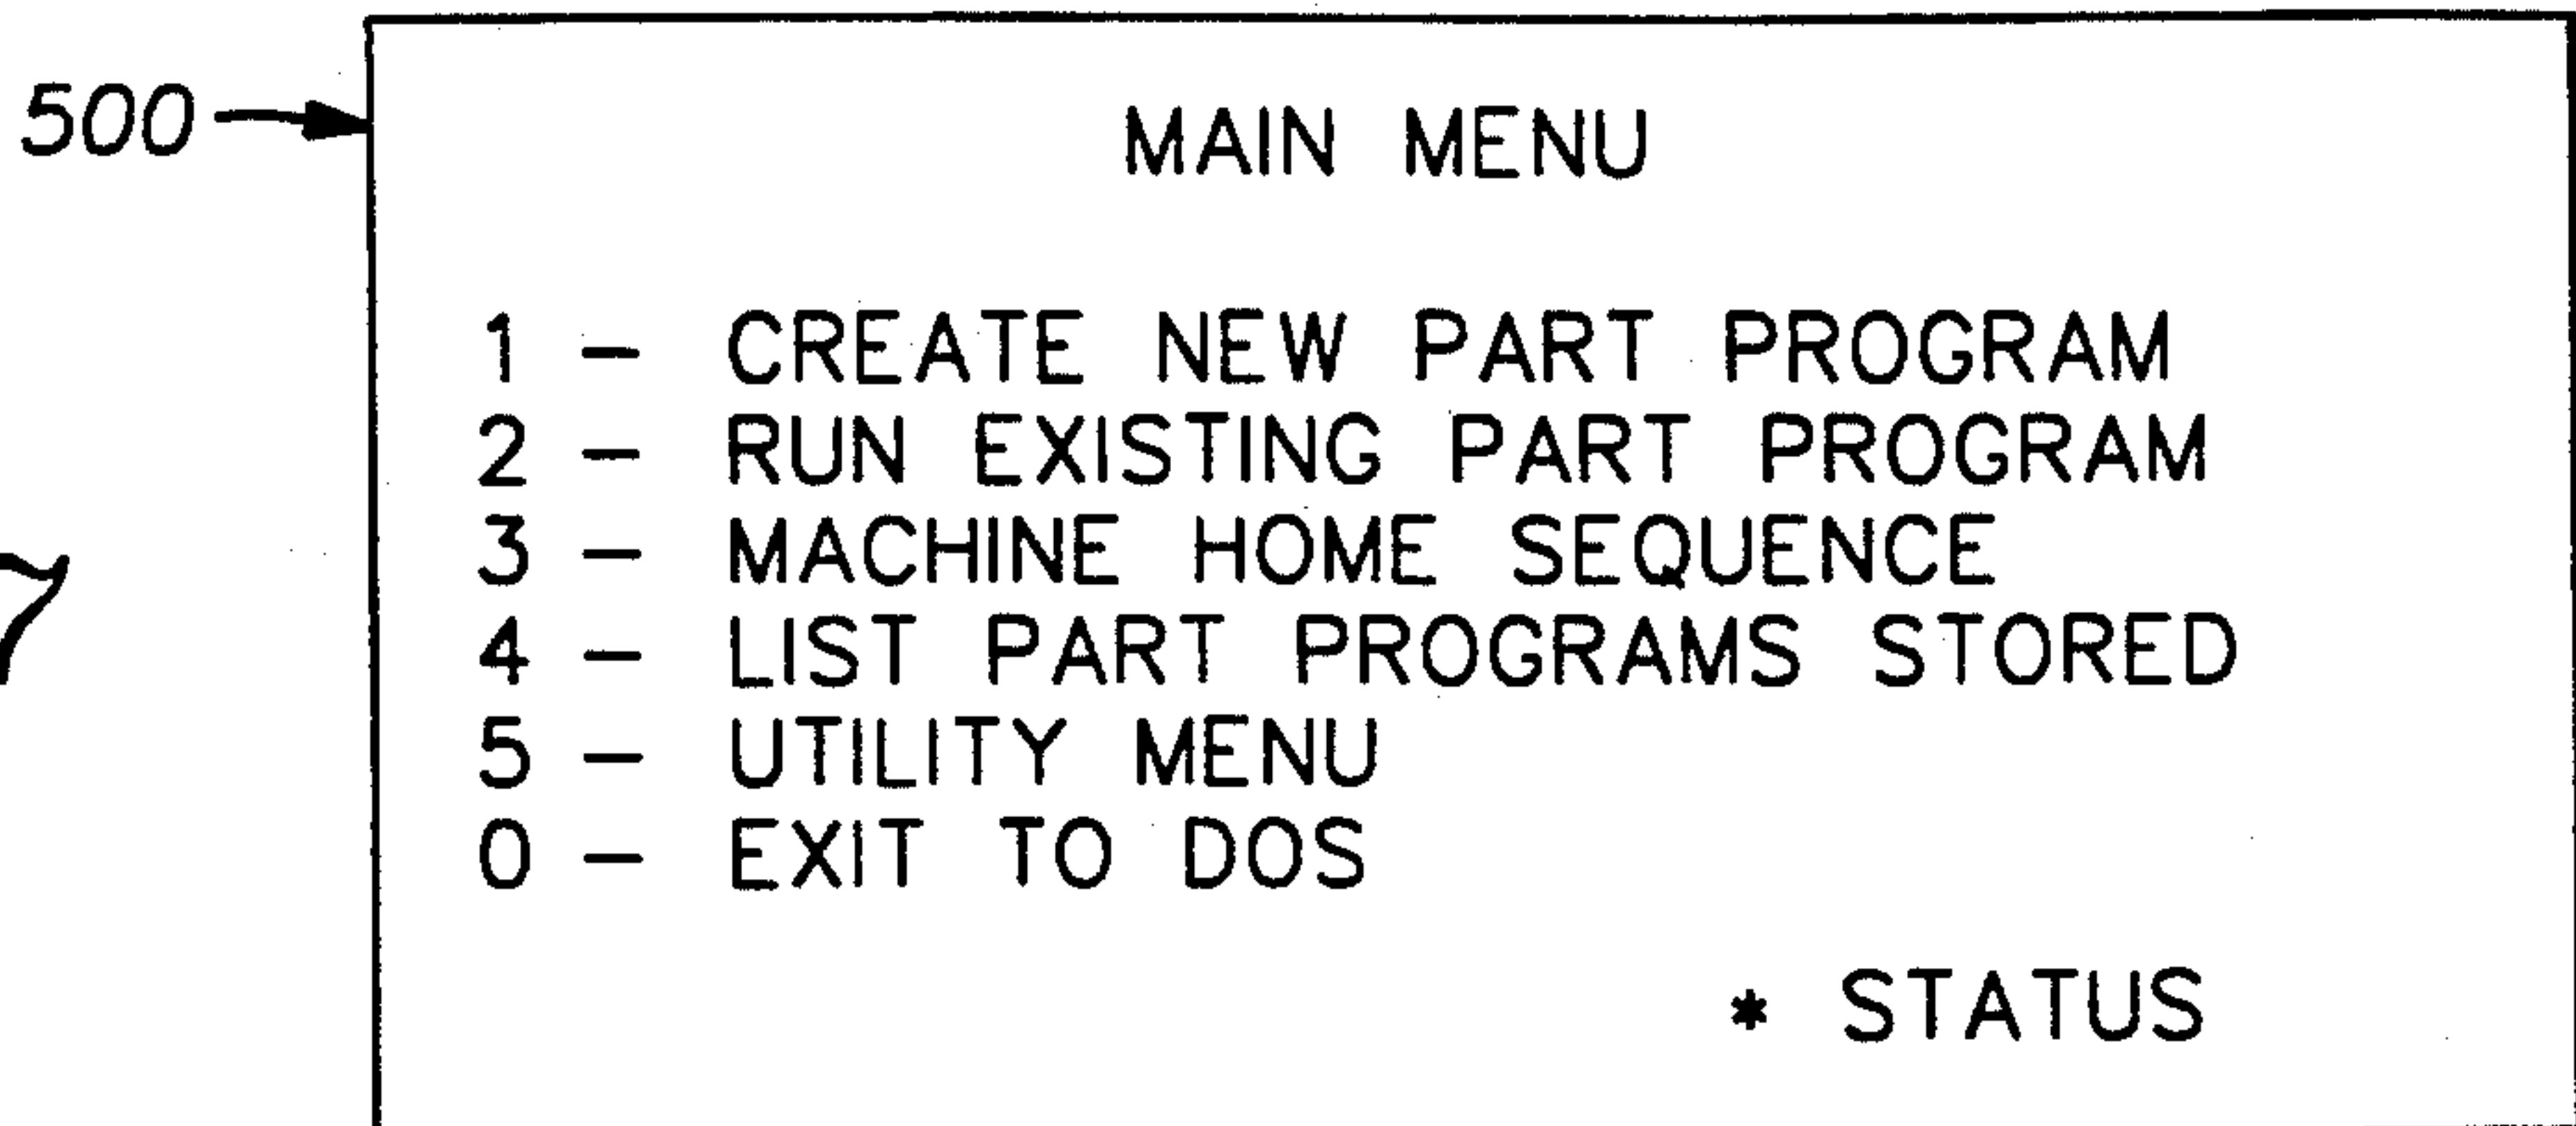 500
MAIN MENU
1 - CREATE NEW PART PROGRAM
2 - RUN EXISTING PART PROGRAM
3 - MACHINE HOME SEQUENCE
4 - LIST PART PROGRAMS STORED
7
5 - UTILITY MENU
0 - EXIT TO DOS
* STATUS